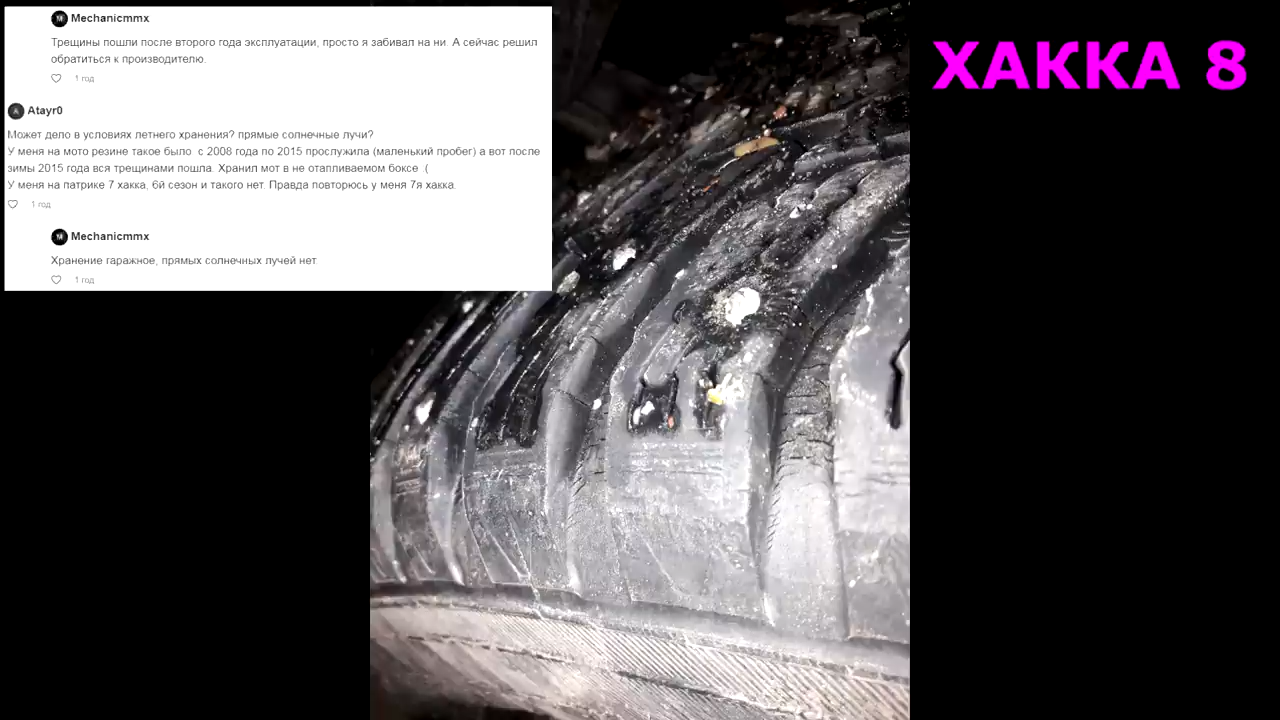 Mechanicmmx
Трещины пошли после второго года эксплуатации, просто я забивал на ни. А сейчас решил
обратиться к производителю.
1 год
Atayr0
Может дело в условиях летнего хранения? прямые солнечные лучи?
У меня на мото резине такое было с 2008 года по 2015 прослужила (маленький пробег) а вот после
зимы 2015 года вся трещинами пошла. Хранил мот в не отапливаемом боксе :(
У меня на патрике 7 хакка, 6й сезон и такого нет. Правда повторюсь у меня 7я хакка.
1 год
Mechanicmmx
Хранение гаражное, прямых солнечных лучей нет.
1 год
ХАККА 8